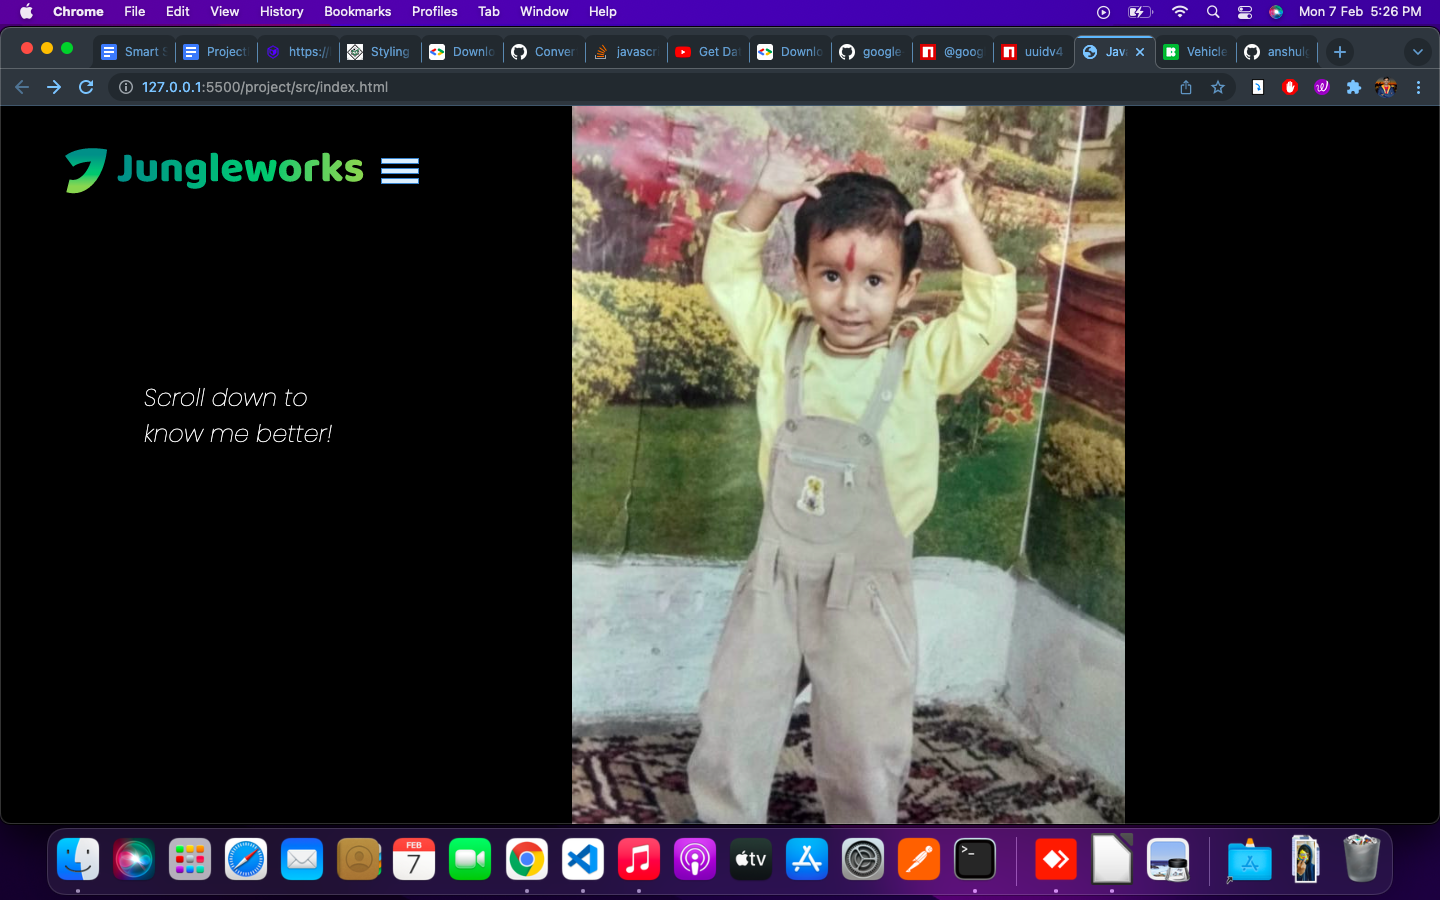 Chrome File Edit View History Bookmarks Profiles Tab Window Help Mon 7 Feb 5:26 PM
Smart Project https:// Styling Downlo Conver javascr Get Da Downlo google @goog uuidv4 Java Vehicle anshul
127.0.0.1:5500/project/src/index.html
Jungleworks
Scroll down to
know me better!
FEB
7
tv
>_